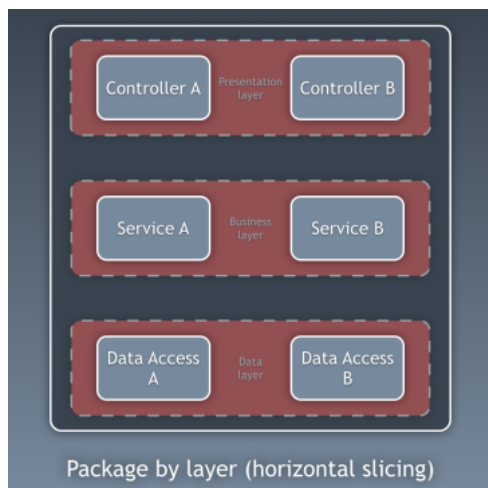 Controller A
Presentation
layer
Controller B
Service A
Business
layer
Service B
Data Access
A
Data
layer
Data Access
B
Package by layer (horizontal slicing)